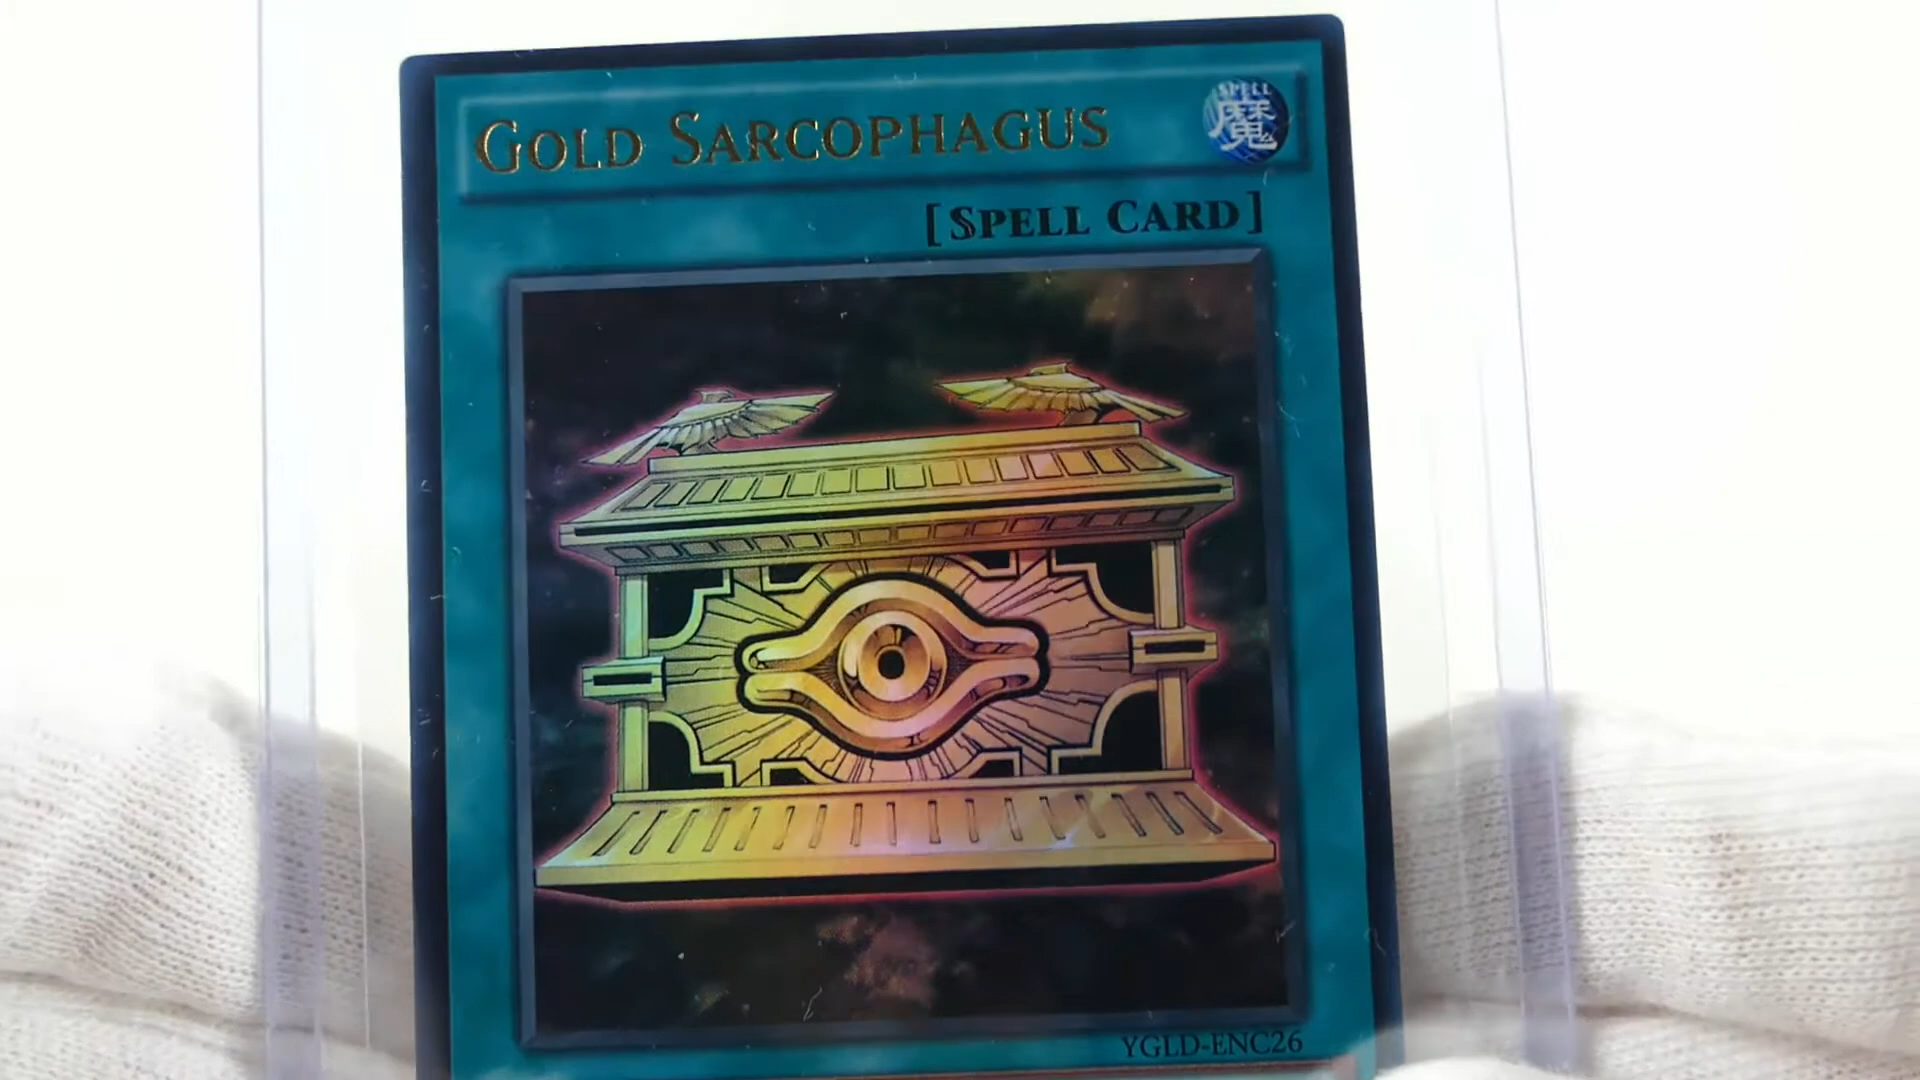 GOLD SARCOPHAGUS
SPELL
魔
[SPELL CARD]
YGLD-ENC26